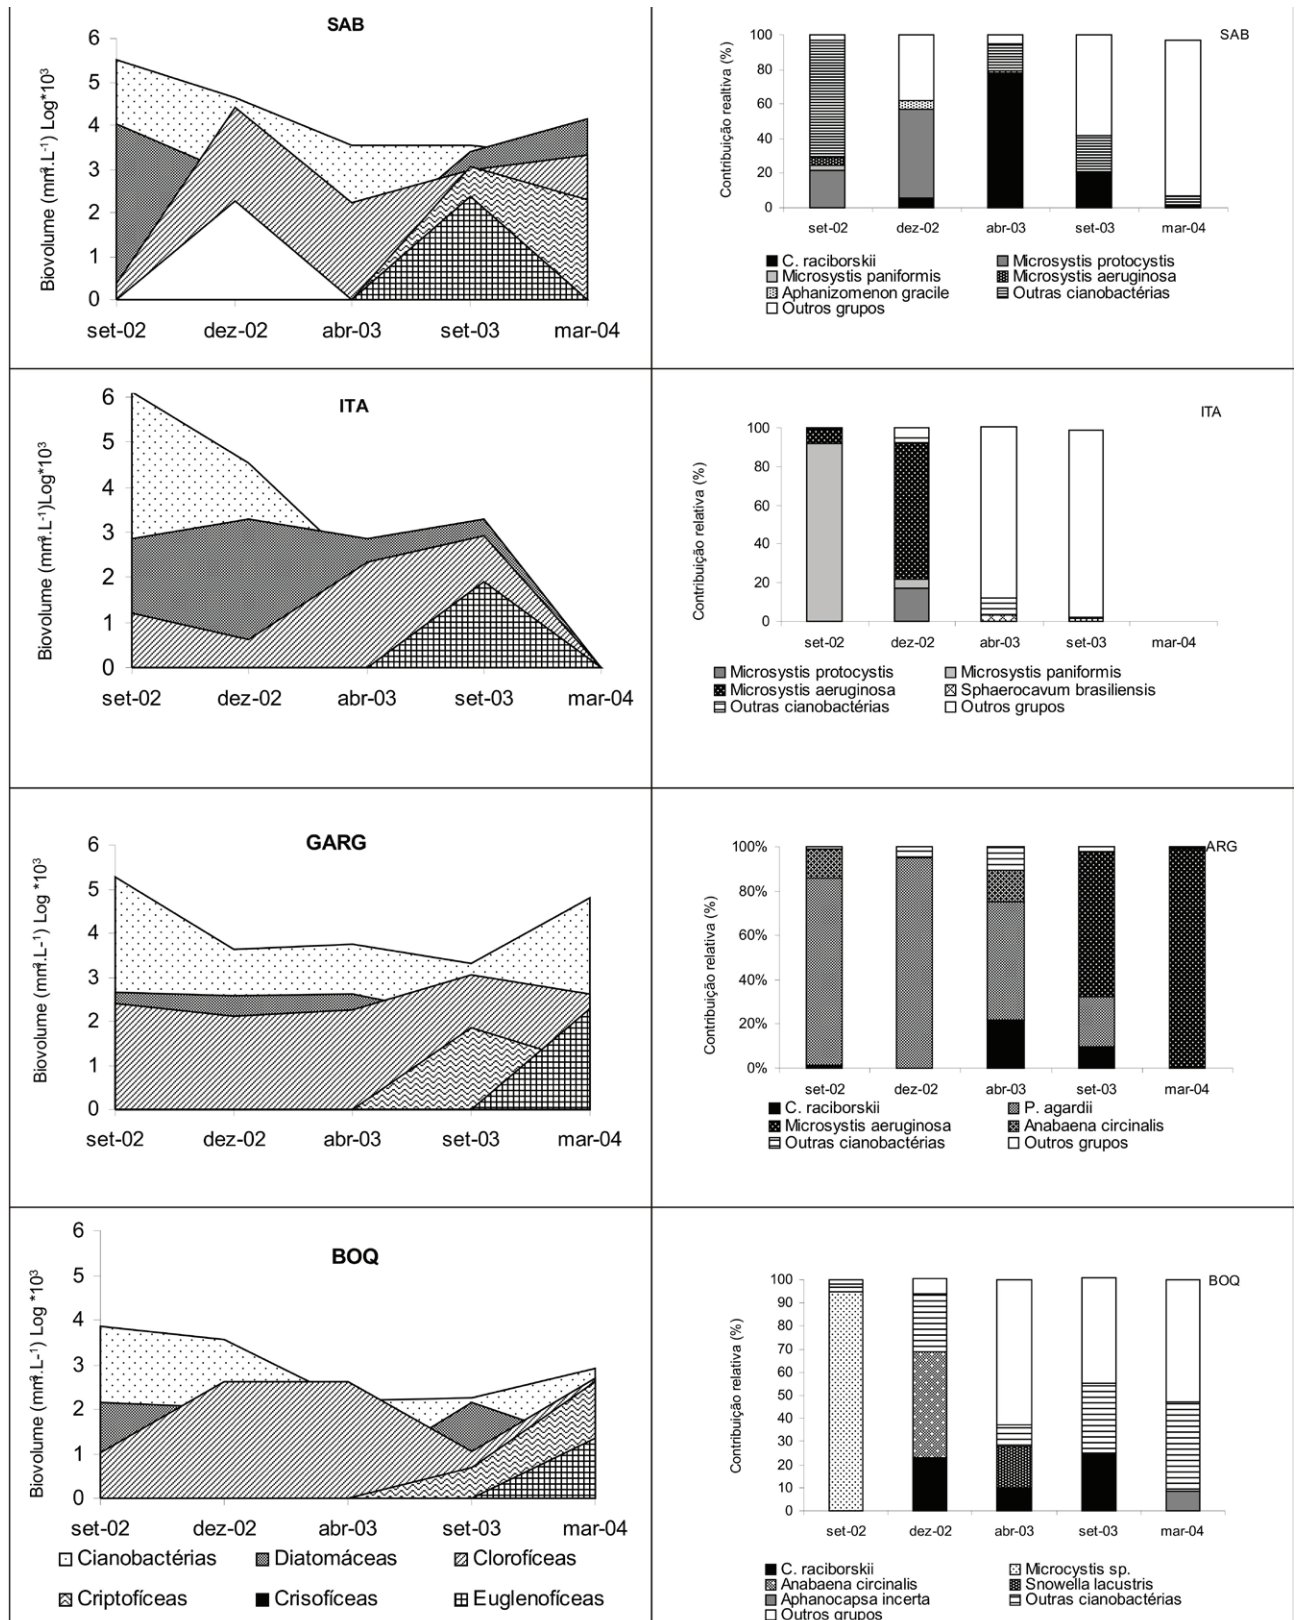 SAB
Biovolume (mm³.L-¹) Log*10³
6
5
4
3
2
1
0
set-02 dez-02 abr-03 set-03 mar-04
SAB
Contribuição realtiva (%)
100
80
60
40
20
0
set-02 dez-02 abr-03 set-03 mar-04
C. raciborskii Microsystis protocystis
Microsystis paniformis Microsystis aeruginosa
Aphanizomenon gracile Outras cianobactérias
Outros grupos
ITA
Biovolume (mm³.L-¹)Log*10³
6
5
4
3
2
1
0
set-02 dez-02 abr-03 set-03 mar-04
ITA
Contribuição relativa (%)
100
80
60
40
20
0
set-02 dez-02 abr-03 set-03 mar-04
Microsystis protocystis Microsystis paniformis
Microsystis aeruginosa Sphaerocavum brasiliensis
Outras cianobactérias Outros grupos
GARG
Biovolume (mm³.L-¹) Log *10³
6
5
4
3
2
1
0
set-02 dez-02 abr-03 set-03 mar-04
ARG
Contribuição relativa (%)
100%
80%
60%
40%
20%
0%
set-02 dez-02 abr-03 set-03 mar-04
C. raciborskii P. agardii
Microsystis aeruginosa Anabaena circinalis
Outras cianobactérias Outros grupos
BOQ
Biovolume (mm³.L-¹) Log *10³
6
5
4
3
2
1
0
set-02 dez-02 abr-03 set-03 mar-04
Cianobactérias Diatomáceas Clorofíceas
Criptofíceas Crisofíceas Euglenofíceas
BOQ
Contribuição relativa (%)
100
90
80
70
60
50
40
30
20
10
0
set-02 dez-02 abr-03 set-03 mar-04
C. raciborskii Microcystis sp.
Anabaena circinalis Snowella lacustris
Aphanocapsa incerta Outras cianobactérias
Outros grupos